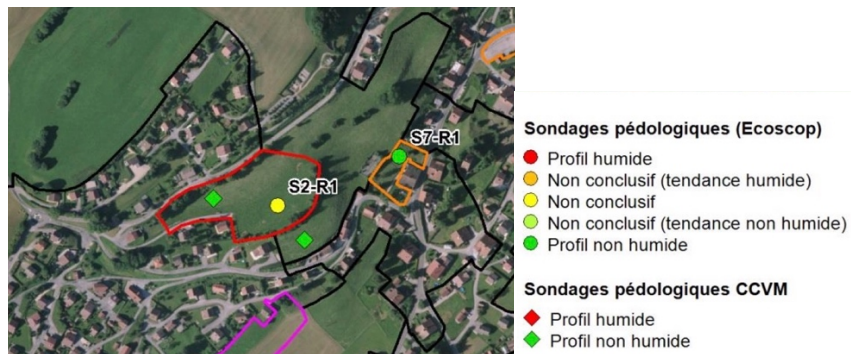 S7-R1
S2-R1
Sondages pédologiques (Ecoscop)
Profil humide
Non conclusif (tendance humide)
Non conclusif
Non conclusif (tendance non humide)
Profil non humide
Sondages pédologiques CCVM
Profil humide
Profil non humide